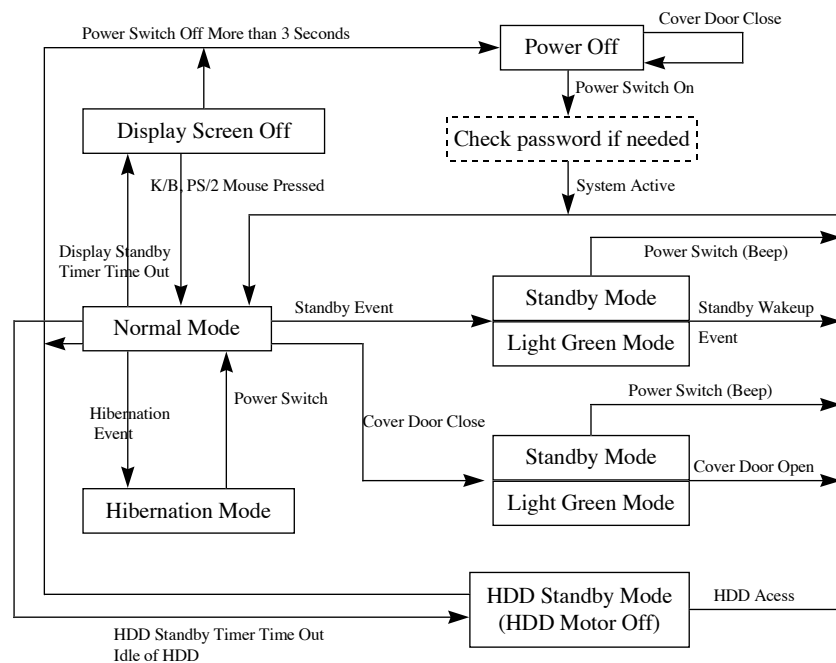 Power Switch Off More than 3 Seconds
Power Off
Cover Door Close
Power Switch On
Display Screen Off
Check password if needed
K/B, PS/2 Mouse Pressed
System Active
Display Standby
Timer Time Out
Power Switch (Beep)
Normal Mode
Standby Event
Standby Mode
Light Green Mode
Standby Wakeup
Event
Hibernation
Event
Power Switch
Power Switch (Beep)
Cover Door Close
Standby Mode
Light Green Mode
Cover Door Open
Hibernation Mode
HDD Standby Mode
(HDD Motor Off)
HDD Acess
HDD Standby Timer Time Out
Idle of HDD